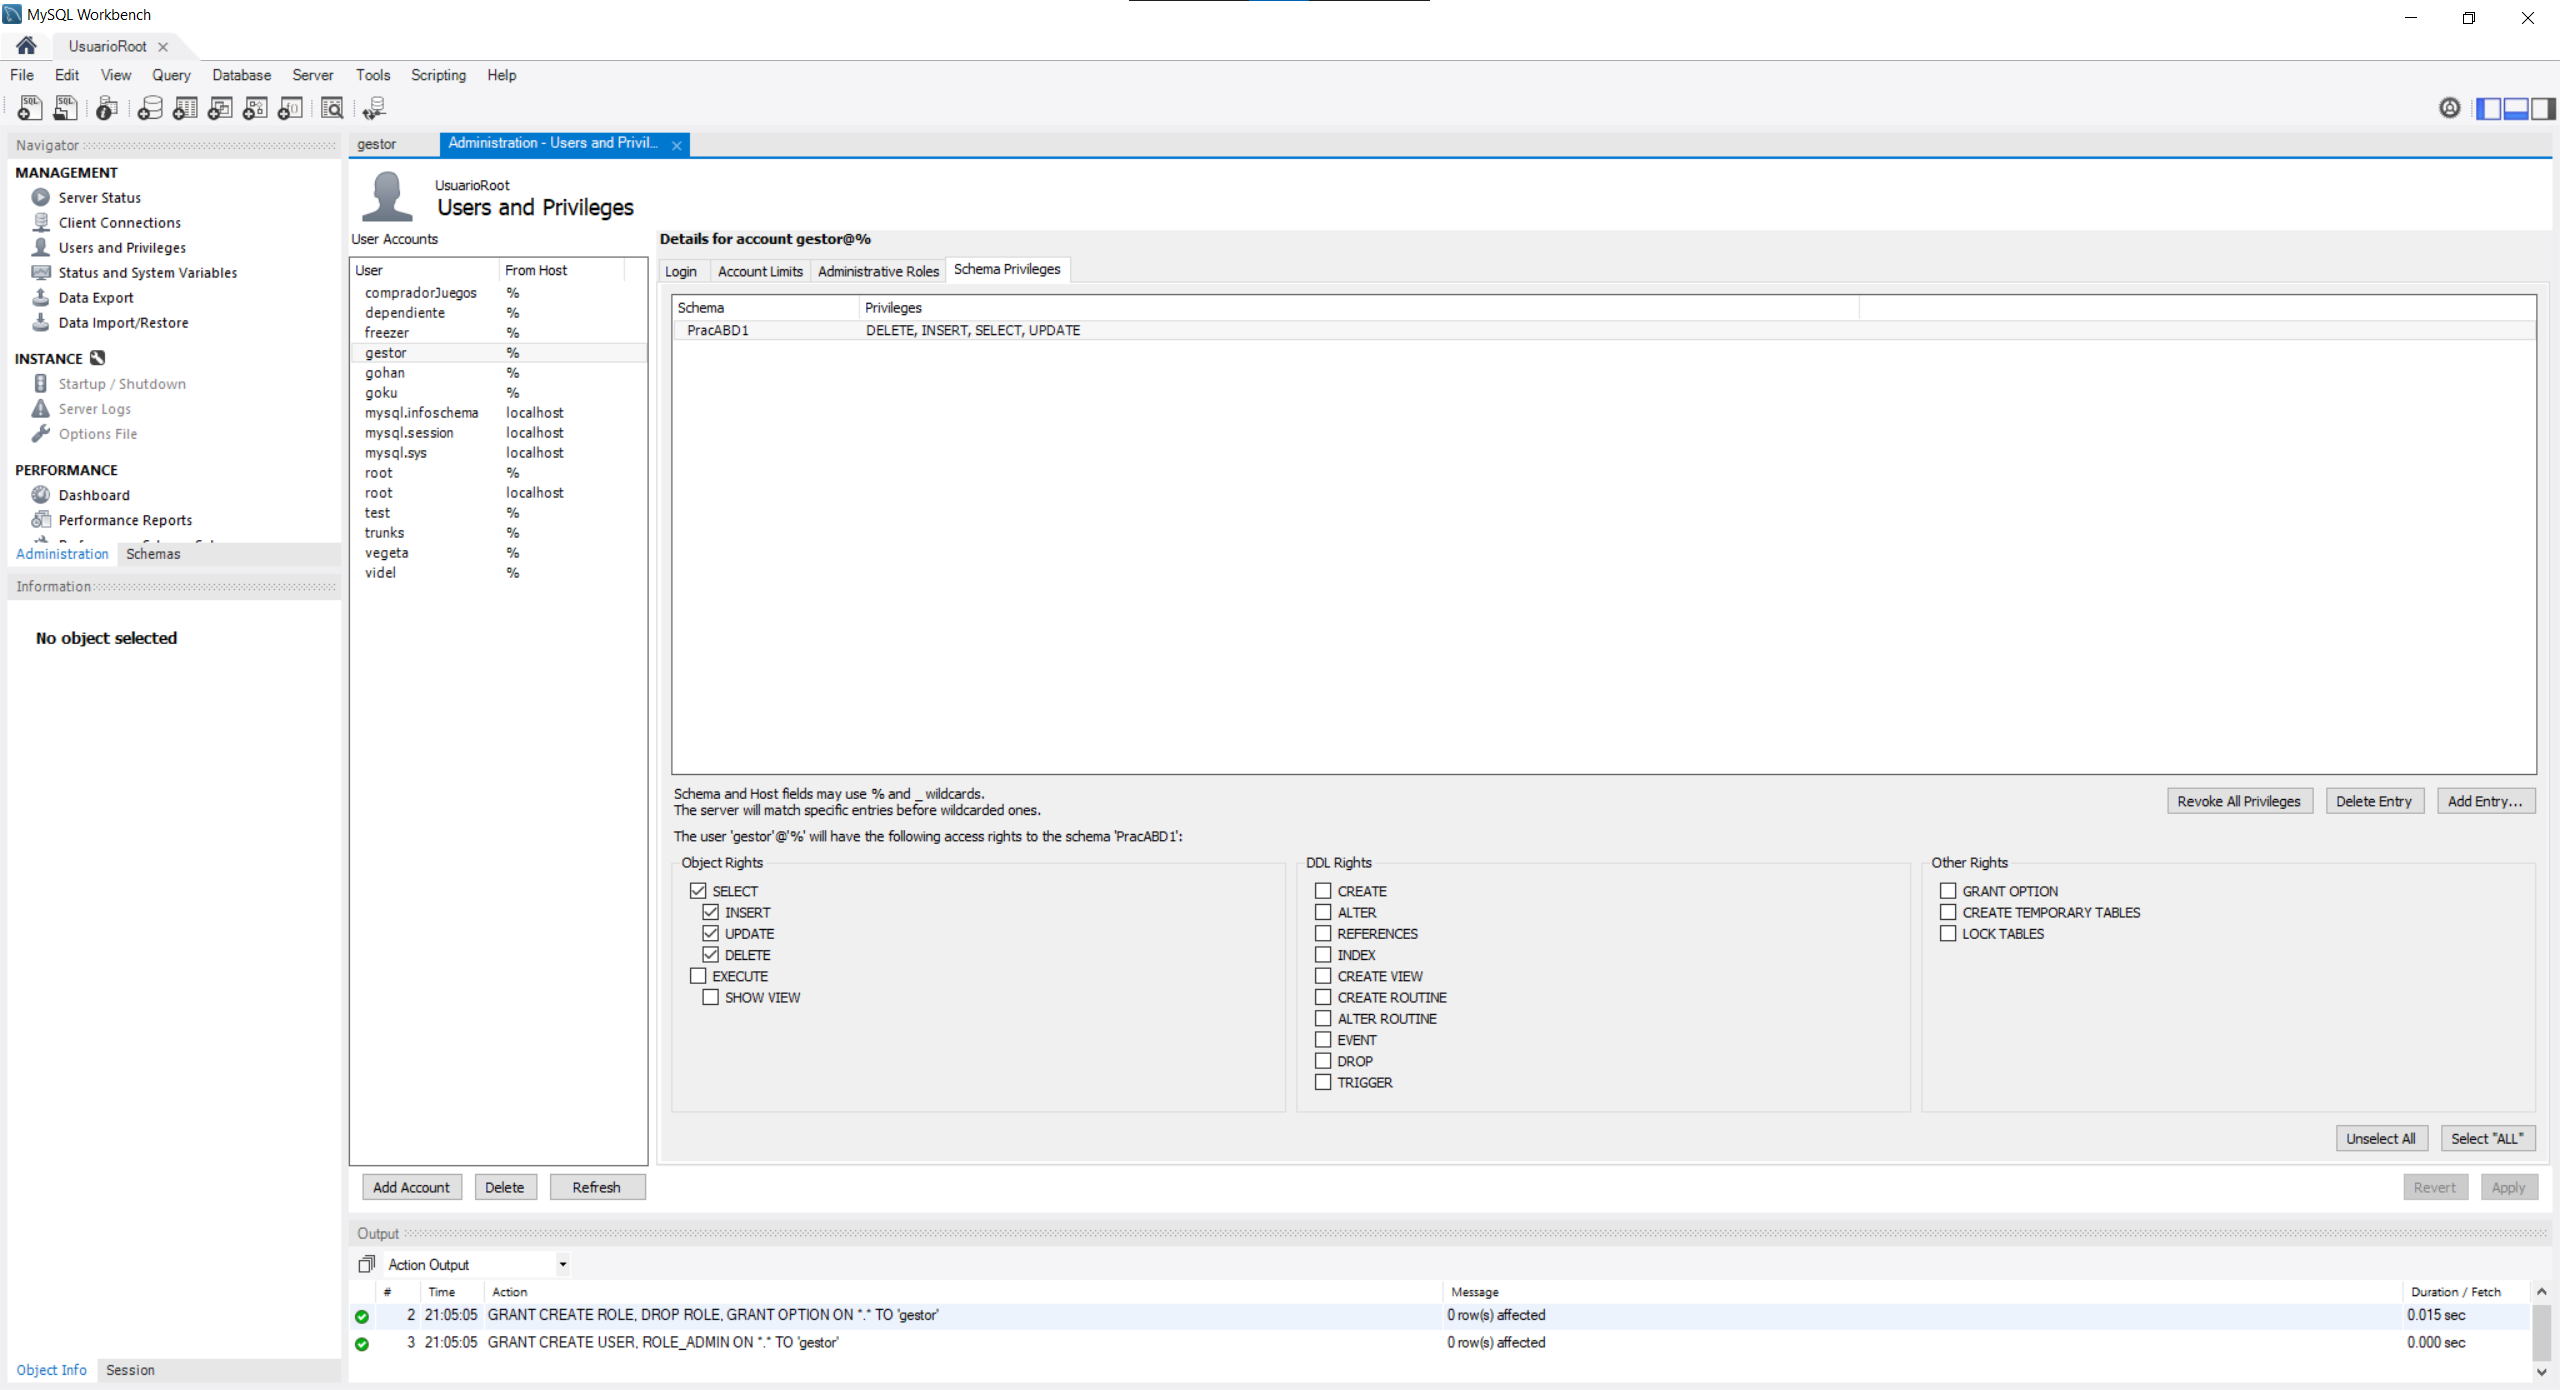 MySQL Workbench
UsuarioRoot
File Edit View Query Database Server Tools Scripting Help
Navigator
MANAGEMENT
Server Status
Client Connections
Users and Privileges
Status and System Variables
Data Export
Data Import/Restore
INSTANCE
Startup / Shutdown
Server Logs
Options File
PERFORMANCE
Dashboard
Performance Reports
Administration Schemas
Information
No object selected
Object Info Session
gestor Administration - Users and Privil...
UsuarioRoot
Users and Privileges
User Accounts
User From Host
compradorJuegos %
dependiente %
freezer %
gestor %
gohan %
goku %
mysql.infoschema localhost
mysql.session localhost
mysql.sys localhost
root %
root localhost
test %
trunks %
vegeta %
videl %
Add Account Delete Refresh
Details for account gestor@%
Login Account Limits Administrative Roles Schema Privileges
Schema Privileges
PracABD1 DELETE, INSERT, SELECT, UPDATE
Schema and Host fields may use % and _ wildcards.
The server will match specific entries before wildcarded ones.
Revoke All Privileges Delete Entry Add Entry...
The user 'gestor'@'%' will have the following access rights to the schema 'PracABD1':
Object Rights
SELECT
INSERT
UPDATE
DELETE
EXECUTE
SHOW VIEW
DDL Rights
CREATE
ALTER
REFERENCES
INDEX
CREATE VIEW
CREATE ROUTINE
ALTER ROUTINE
EVENT
DROP
TRIGGER
Other Rights
GRANT OPTION
CREATE TEMPORARY TABLES
LOCK TABLES
Unselect All Select "ALL"
Revert Apply
Output
Action Output
# Time Action Message Duration / Fetch
2 21:05:05 GRANT CREATE ROLE, DROP ROLE, GRANT OPTION ON *.* TO 'gestor' 0 row(s) affected 0.015 sec
3 21:05:05 GRANT CREATE USER, ROLE_ADMIN ON *.* TO 'gestor' 0 row(s) affected 0.000 sec